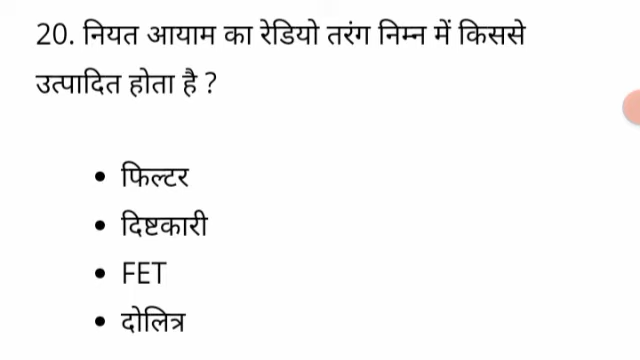 20. नियत आयाम का रेडियो तरंग निम्न में किससे
उत्पादित होता है ?
• फिल्टर
• दिष्टकारी
• FET
• दोलित्र